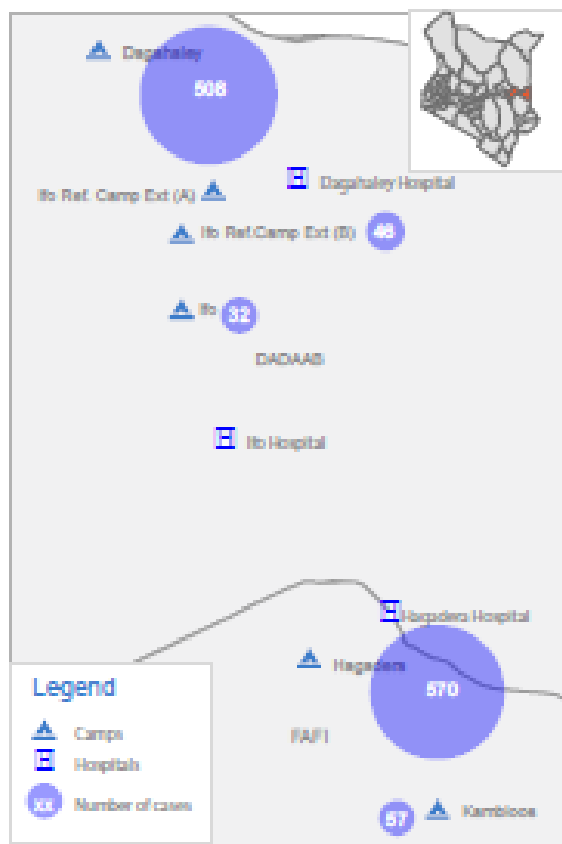 Dagahaley
508
Dagahaley Hospital
Ifo Ref. Camp Ext (A)
Ifo Ref.Camp Ext (B)
46
Ifo
32
DADAAB
Ifo Hospital
Hagadera Hospital
Hagadera
570
FAFI
57
Kambioos
Legend
Camps
Hospitals
xx
Number of cases